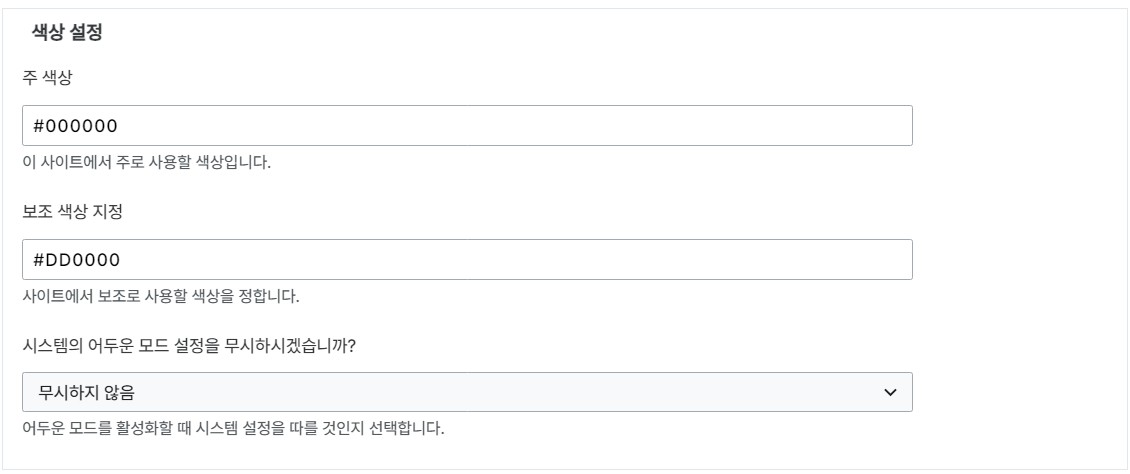 색상 설정
주 색상
#000000
이 사이트에서 주로 사용할 색상입니다.
보조 색상 지정
#DD0000
사이트에서 보조로 사용할 색상을 정합니다.
시스템의 어두운 모드 설정을 무시하시겠습니까?
무시하지 않음
어두운 모드를 활성화할 때 시스템 설정을 따를 것인지 선택합니다.